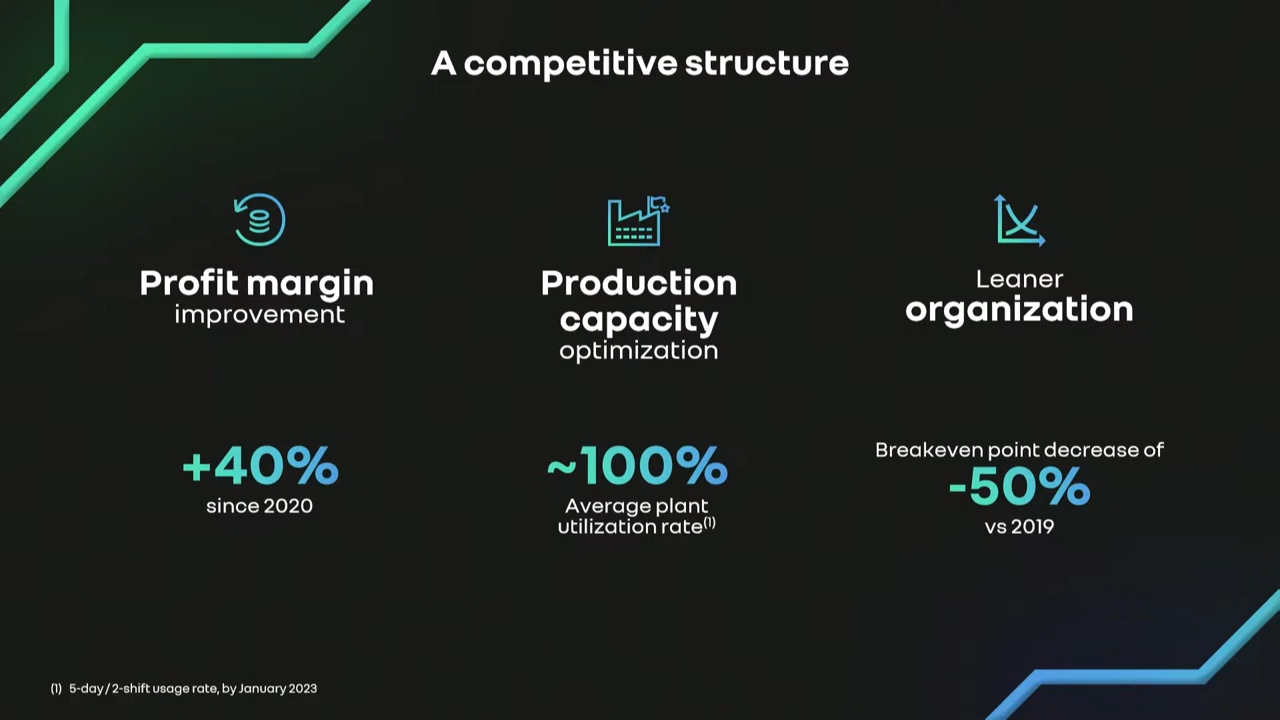 A competitive structure
Profit margin
improvement
+40%
since 2020
Production
capacity
optimization
~100%
Average plant
utilization rate(1)
Leaner
organization
Breakeven point decrease of
-50%
vs 2019
(1) 5-day / 2-shift usage rate, by January 2023